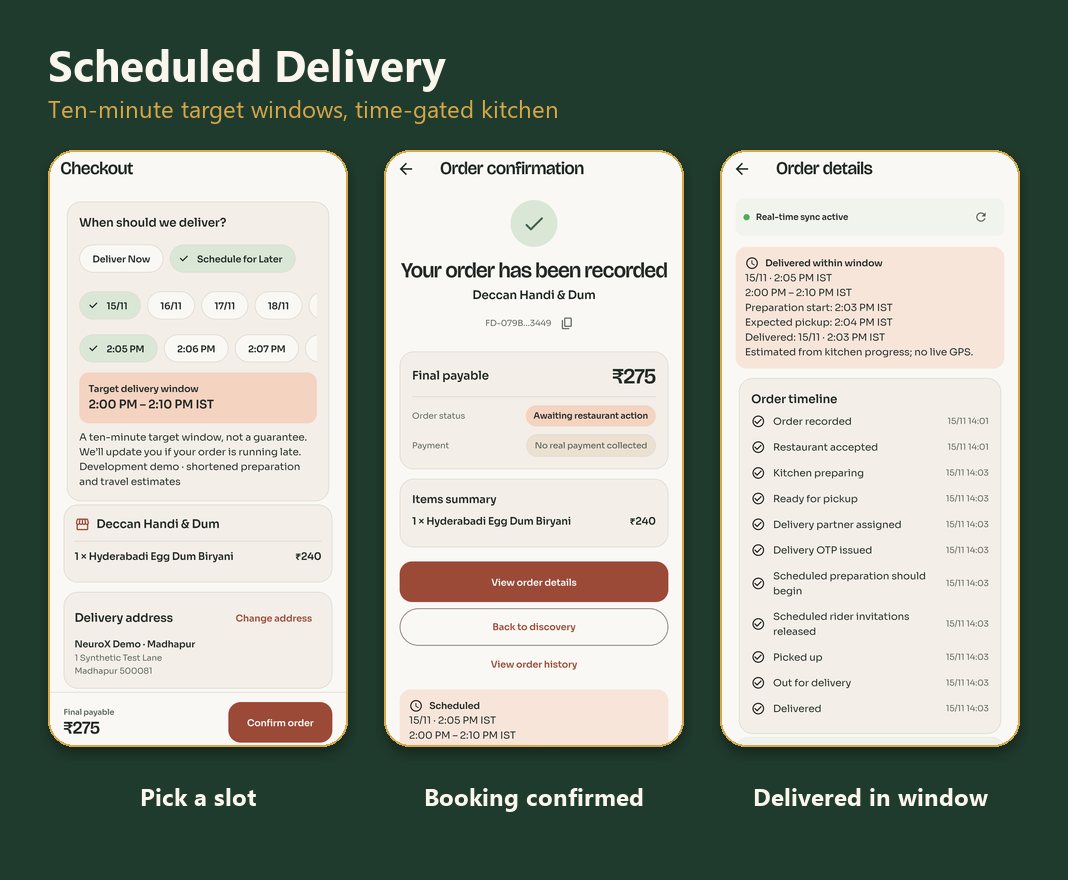 Scheduled Delivery
Ten-minute target windows, time-gated kitchen
Checkout
When should we deliver?
Deliver Now
Schedule for Later
15/11
16/11
17/11
18/11
2:05 PM
2:06 PM
2:07 PM
Target delivery window
2:00 PM – 2:10 PM IST
A ten-minute target window, not a guarantee.
We'll update you if your order is running late.
Development demo · shortened preparation
and travel estimates
Deccan Handi & Dum
1 × Hyderabadi Egg Dum Biryani ₹240
Delivery address Change address
NeuroX Demo · Madhapur
1 Synthetic Test Lane
Madhapur 500081
Final payable
₹275
Confirm order
Pick a slot
Order confirmation
Your order has been recorded
Deccan Handi & Dum
FD-079B...3449
Final payable ₹275
Order status Awaiting restaurant action
Payment No real payment collected
Items summary
1 × Hyderabadi Egg Dum Biryani ₹240
View order details
Back to discovery
View order history
Scheduled
15/11 · 2:05 PM IST
2:00 PM – 2:10 PM IST
Booking confirmed
Order details
Real-time sync active
Delivered within window
15/11 · 2:05 PM IST
2:00 PM – 2:10 PM IST
Preparation start: 2:03 PM IST
Expected pickup: 2:04 PM IST
Delivered: 15/11 · 2:03 PM IST
Estimated from kitchen progress; no live GPS.
Order timeline
Order recorded 15/11 14:01
Restaurant accepted 15/11 14:01
Kitchen preparing 15/11 14:03
Ready for pickup 15/11 14:03
Delivery partner assigned 15/11 14:03
Delivery OTP issued 15/11 14:03
Scheduled preparation should
begin 15/11 14:03
Scheduled rider invitations
released 15/11 14:03
Picked up 15/11 14:03
Out for delivery 15/11 14:03
Delivered 15/11 14:03
Delivered in window